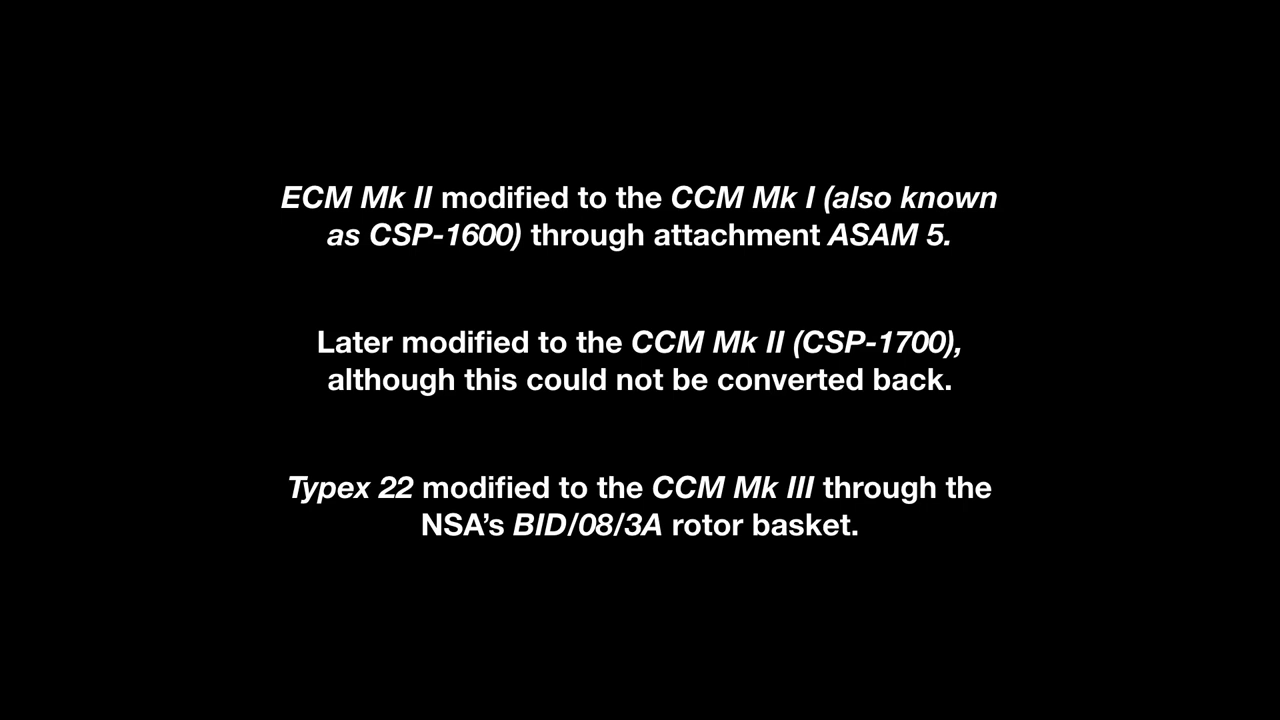 ECM Mk II modified to the CCM Mk I (also known
as CSP-1600) through attachment ASAM 5.
Later modified to the CCM Mk II (CSP-1700),
although this could not be converted back.
Typex 22 modified to the CCM Mk III through the
NSA’s BID/08/3A rotor basket.